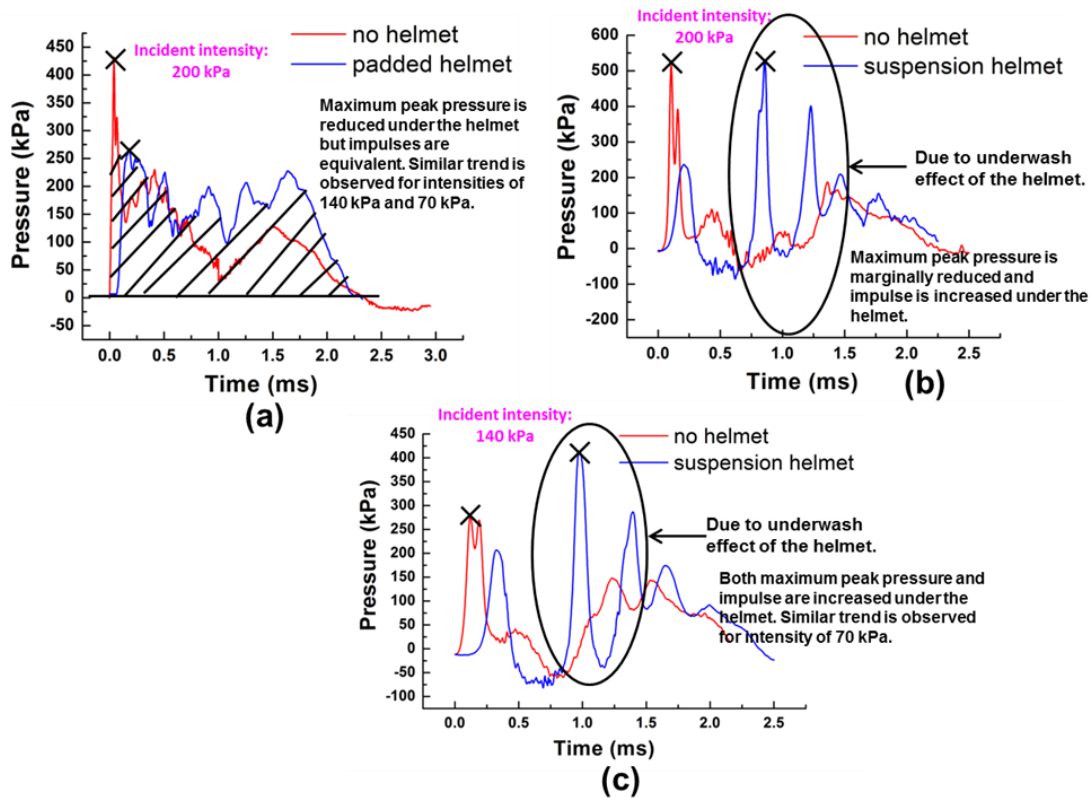 Incident intensity:
200 kPa
no helmet
padded helmet
Maximum peak pressure is
reduced under the helmet
but impulses are
equivalent. Similar trend is
observed for intensities of
140 kPa and 70 kPa.
Pressure (kPa)
450
400
350
300
250
200
150
100
50
0
-50
0.0 0.5 1.0 1.5 2.0 2.5 3.0
Time (ms)
(a)
Incident intensity:
200 kPa
no helmet
suspension helmet
Due to underwash
effect of the helmet.
Maximum peak pressure is
marginally reduced and
impulse is increased under the
helmet.
Pressure (kPa)
600
500
400
300
200
100
0
-100
-200
0.0 0.5 1.0 1.5 2.0 2.5
Time (ms)
(b)
Incident intensity:
140 kPa
no helmet
suspension helmet
Due to underwash
effect of the helmet.
Both maximum peak pressure and
impulse are increased under the
helmet. Similar trend is observed
for intensity of 70 kPa.
Pressure (kPa)
450
400
350
300
250
200
150
100
50
0
-50
-100
0.0 0.5 1.0 1.5 2.0 2.5
Time (ms)
(c)